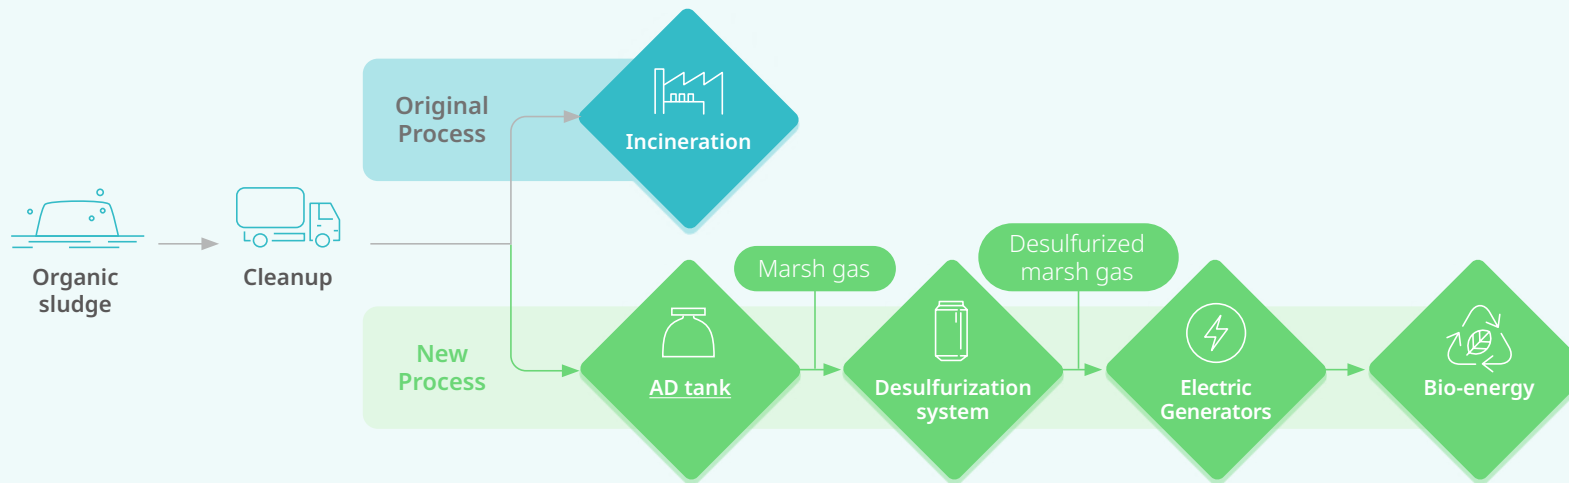 Organic
sludge
Cleanup
Original
Process
Incineration
New
Process
AD tank
Marsh gas
Desulfurization
system
Desulfurized
marsh gas
Electric
Generators
Bio-energy